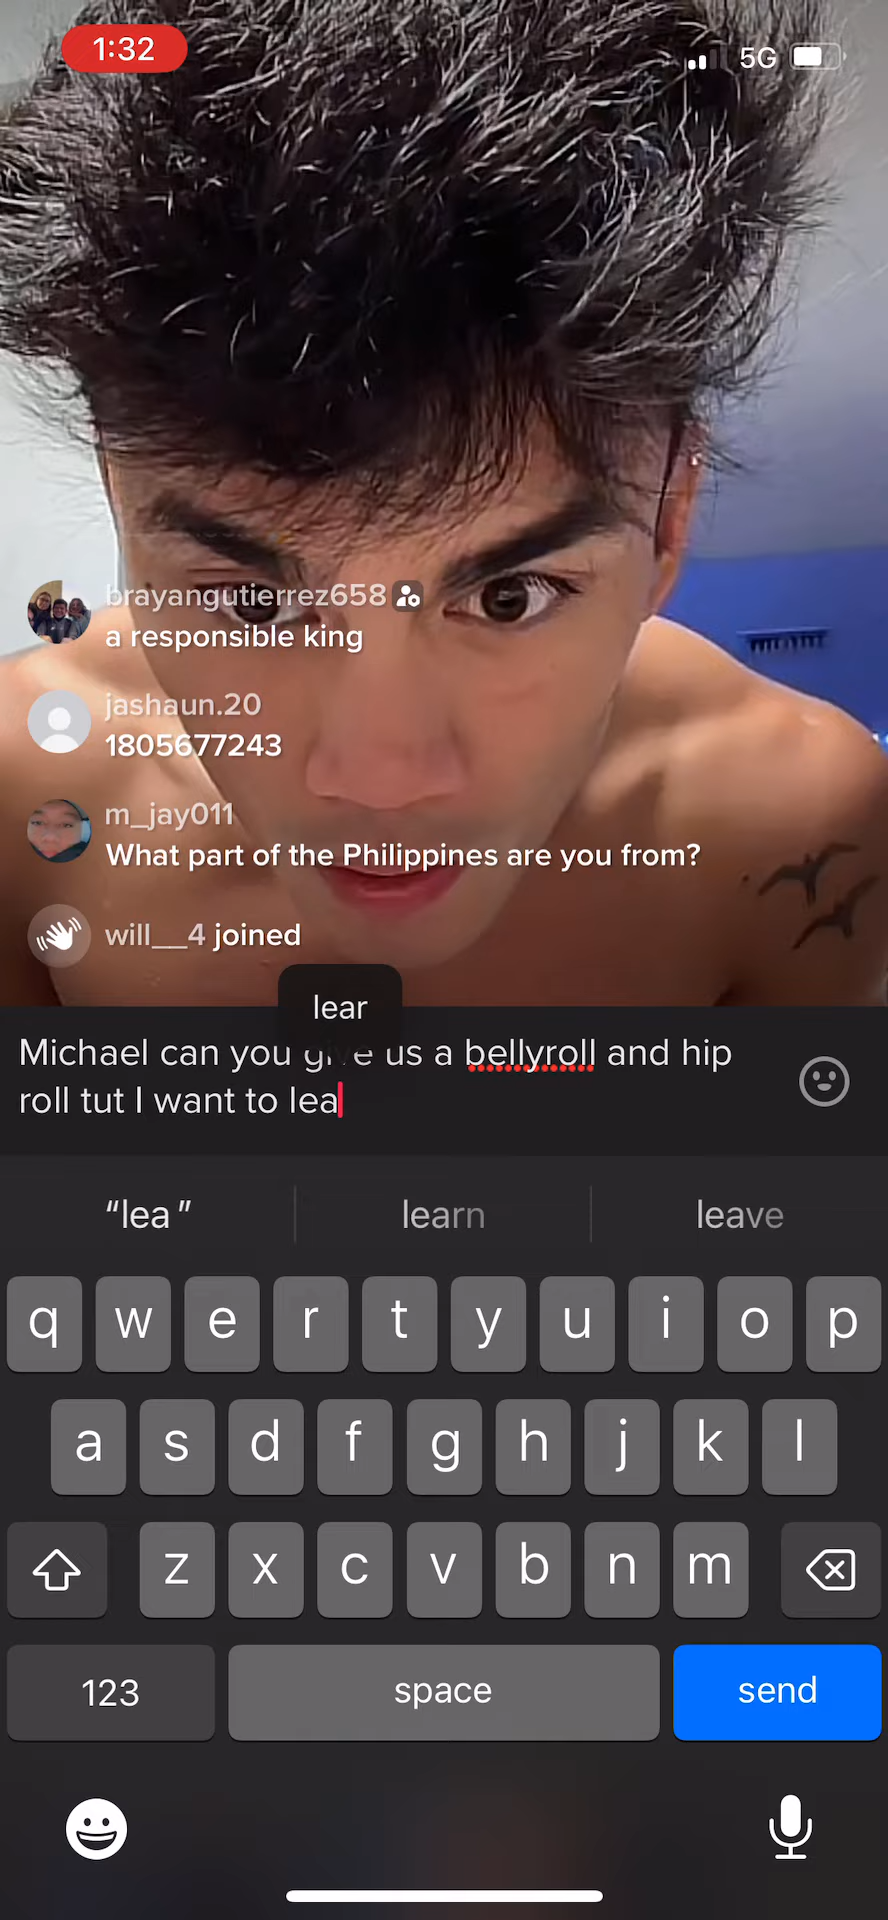 1:32
5G
brayangutierrez658
a responsible king
jashaun.20
1805677243
m_jay011
What part of the Philippines are you from?
will__4 joined
lear
Michael can you give us a bellyroll and hip
roll tut I want to lea
“lea” learn leave
q w e r t y u i o p
a s d f g h j k l
z x c v b n m
123 space send